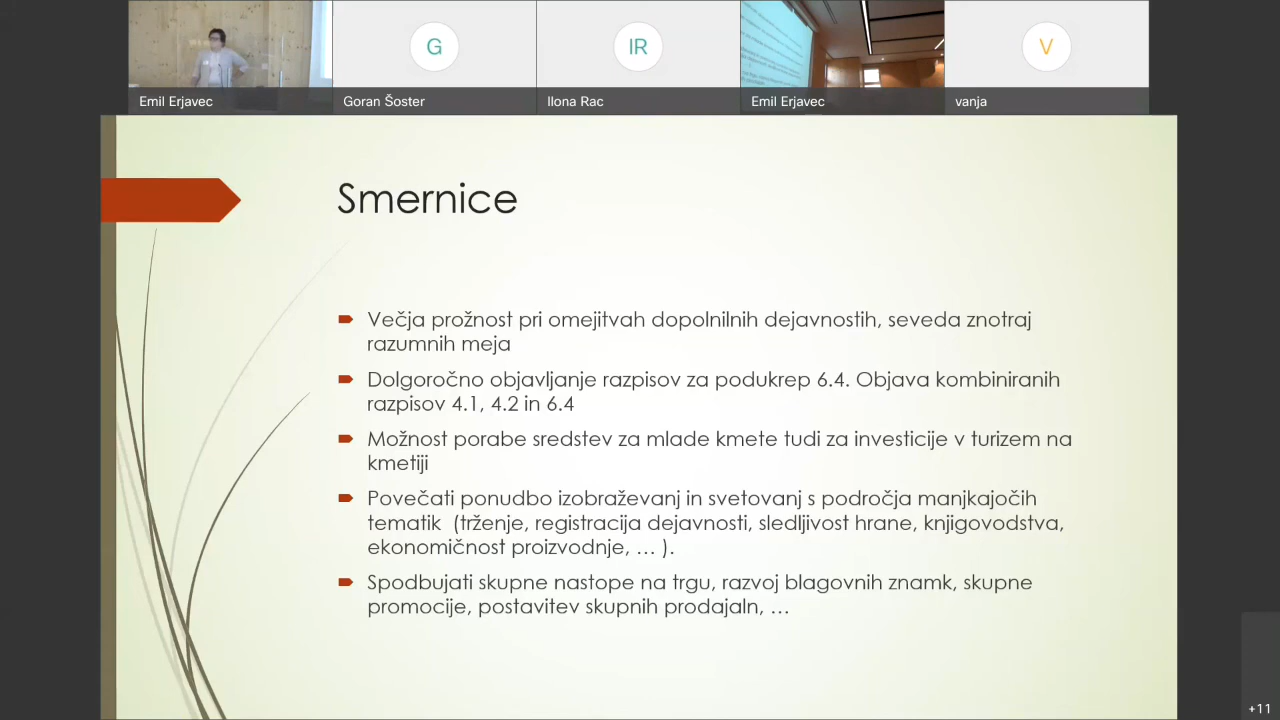 G
IR
V
Emil Erjavec
Goran Šoster
Ilona Rac
Emil Erjavec
vanja
Smernice
Večja prožnost pri omejitvah dopolnilnih dejavnostih, seveda znotraj
razumnih meja
Dolgoročno objavljanje razpisov za podukrep 6.4. Objava kombiniranih
razpisov 4.1, 4.2 in 6.4
Možnost porabe sredstev za mlade kmete tudi za investicije v turizem na
kmetiji
Povečati ponudbo izobraževanj in svetovanj s področja manjkajočih
tematik (trženje, registracija dejavnosti, sledljivost hrane, knjigovodstva,
ekonomičnost proizvodnje, … ).
Spodbujati skupne nastope na trgu, razvoj blagovnih znamk, skupne
promocije, postavitev skupnih prodajaln, …
+11